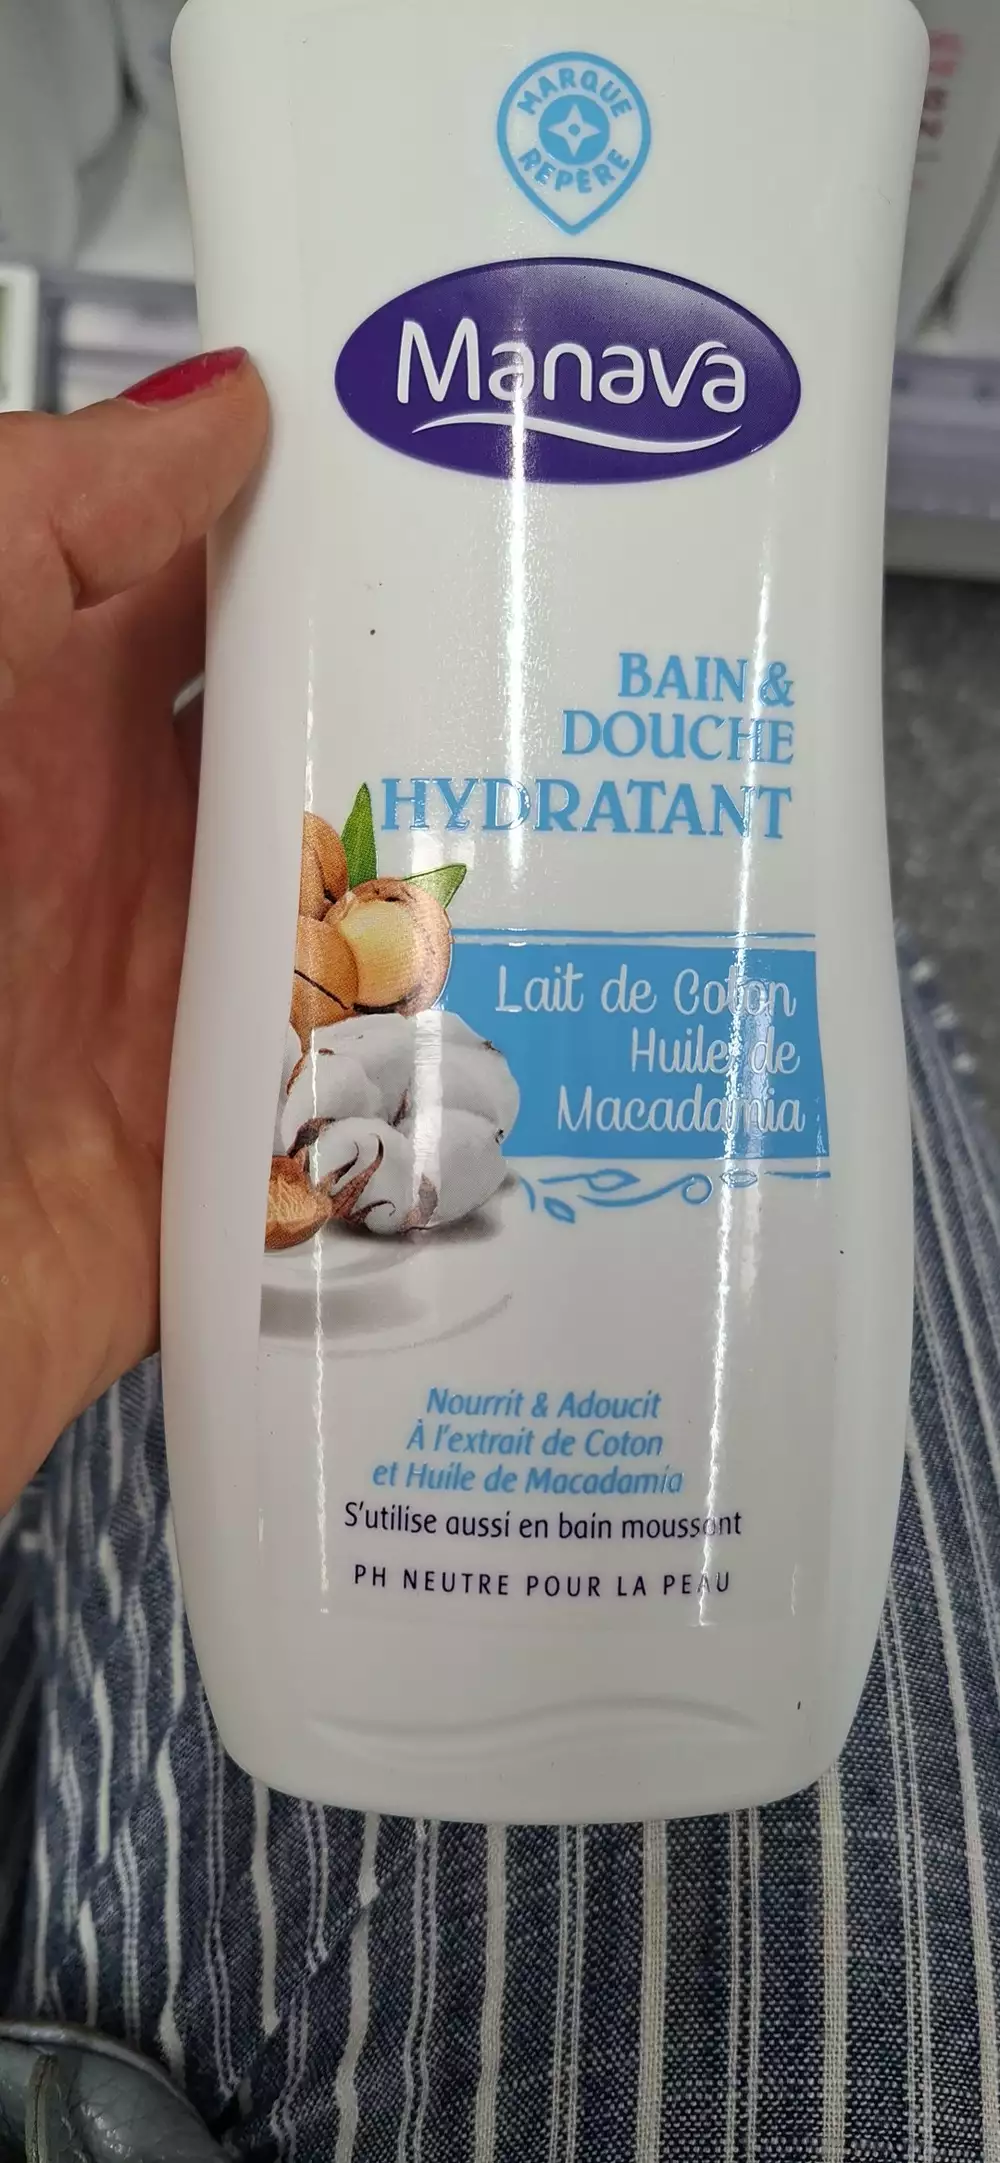 MARQUE
REPÈRE
Manava
BAIN &
DOUCHE
HYDRATANT
Lait de Coton
Huile de
Macadamia
Nourrit & Adoucit
À l'extrait de Coton
et Huile de Macadamia
S'utilise aussi en bain moussant
PH NEUTRE POUR LA PEAU